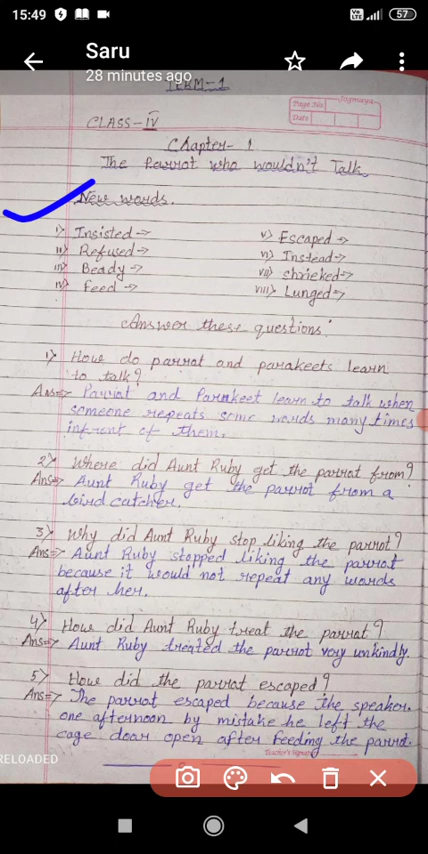 15:49
57
Saru
28 minutes ago
TERM-1
Page No.
Date
CLASS-IV
Chapter-1
The Parrot who wouldn't Talk
New words.
i) Insisted →
ii) Refused →
iii) Beady →
iv) Feed →
v) Escaped →
vi) Instead →
vii) shrieked →
viii) Lunged →
Answer these questions:
1) How do parrot and parakeets learn
to talk?
Ans⇒ Parrot and Parakeet learn to talk when
someone repeats some words many times
infront of them.
2) Where did Aunt Ruby get the parrot from?
Ans⇒ Aunt Ruby get the parrot from a
bird catcher.
3) Why did Aunt Ruby stop liking the parrot?
Ans⇒ Aunt Ruby stopped liking the parrot
because it would not repeat any words
after her.
4) How did Aunt Ruby treat the parrot?
Ans⇒ Aunt Ruby treated the parrot very unkindly.
5) How did the parrot escaped?
Ans⇒ The parrot escaped because the speaker.
one afternoon by mistake he left the
cage door open after feeding the parrot.
RELOADED
Teacher's Signature